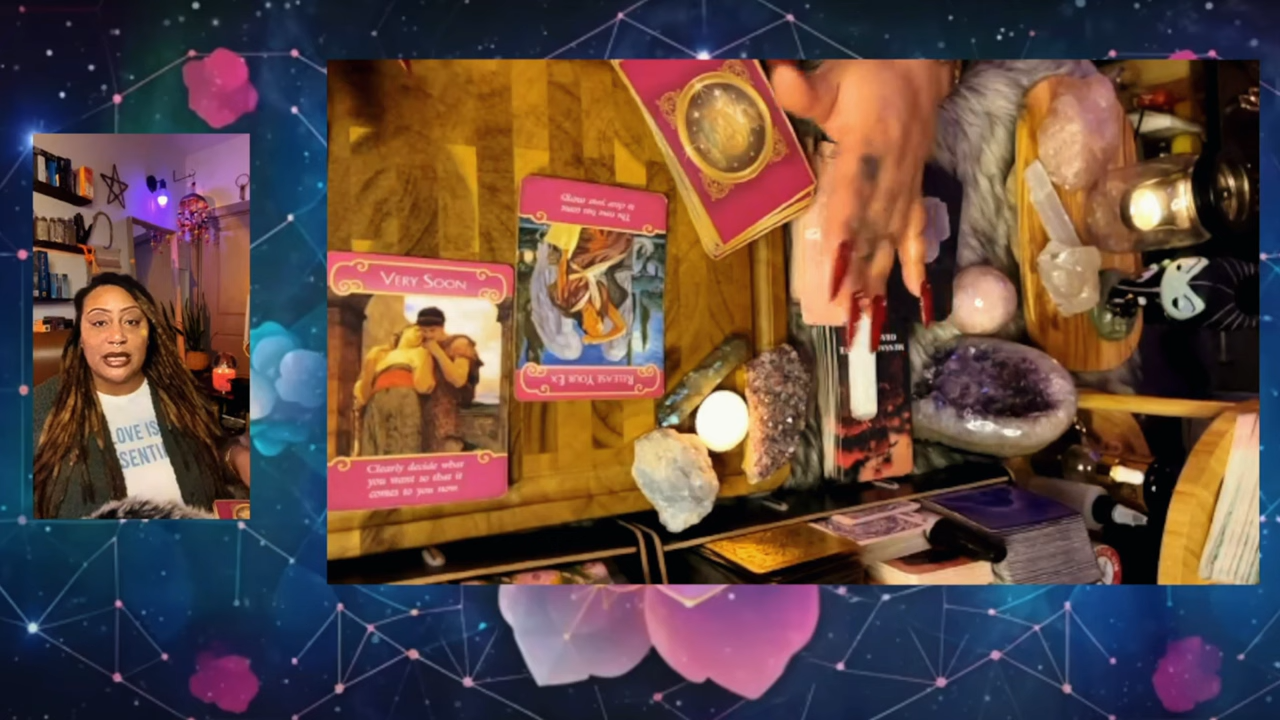 LOVE IS
SSENTI
VERY SOON
Clearly decide what
you want so that it
comes to you now
The time has come
to clear your energy
RELEASE YOUR EX